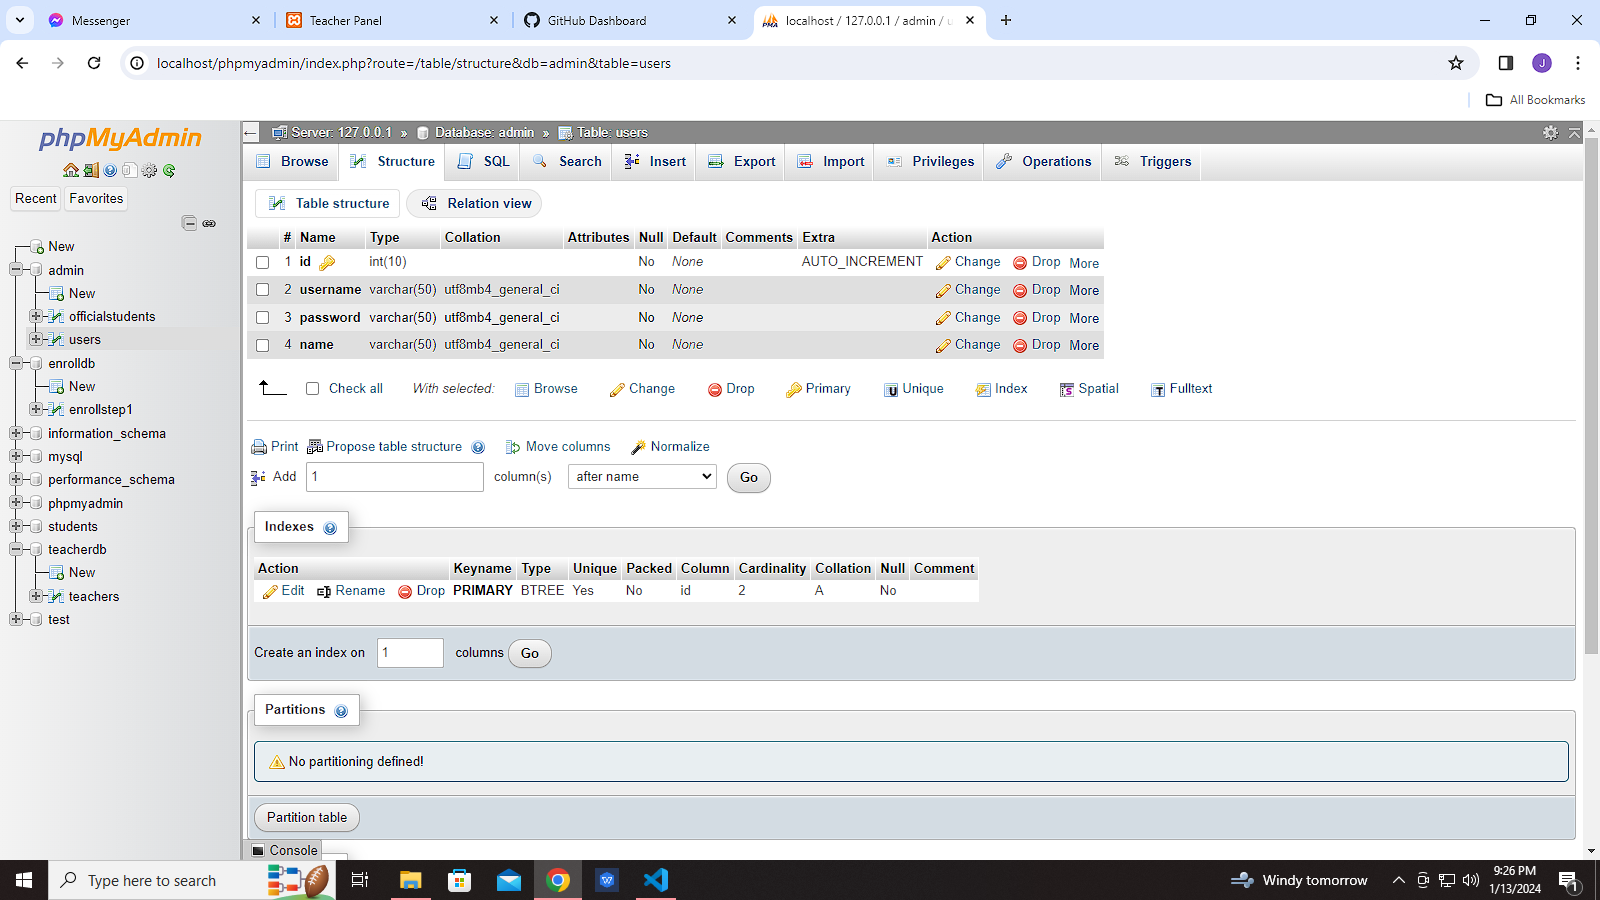 Messenger
Teacher Panel
GitHub Dashboard
localhost / 127.0.0.1 / admin / u
localhost/phpmyadmin/index.php?route=/table/structure&db=admin&table=users
J
All Bookmarks
phpMyAdmin
Recent Favorites
New
admin
New
officialstudents
users
enrolldb
New
enrollstep1
information_schema
mysql
performance_schema
phpmyadmin
students
teacherdb
New
teachers
test
Server: 127.0.0.1 » Database: admin » Table: users
Browse Structure SQL Search Insert Export Import Privileges Operations Triggers
Table structure Relation view
# Name Type Collation Attributes Null Default Comments Extra Action
1 id int(10) No None AUTO_INCREMENT Change Drop More
2 username varchar(50) utf8mb4_general_ci No None Change Drop More
3 password varchar(50) utf8mb4_general_ci No None Change Drop More
4 name varchar(50) utf8mb4_general_ci No None Change Drop More
Check all With selected: Browse Change Drop Primary Unique Index Spatial Fulltext
Print Propose table structure Move columns Normalize
Add 1 column(s) after name Go
Indexes
Action Keyname Type Unique Packed Column Cardinality Collation Null Comment
Edit Rename Drop PRIMARY BTREE Yes No id 2 A No
Create an index on 1 columns Go
Partitions
No partitioning defined!
Partition table
Console
Type here to search
Windy tomorrow
9:26 PM
1/13/2024
1